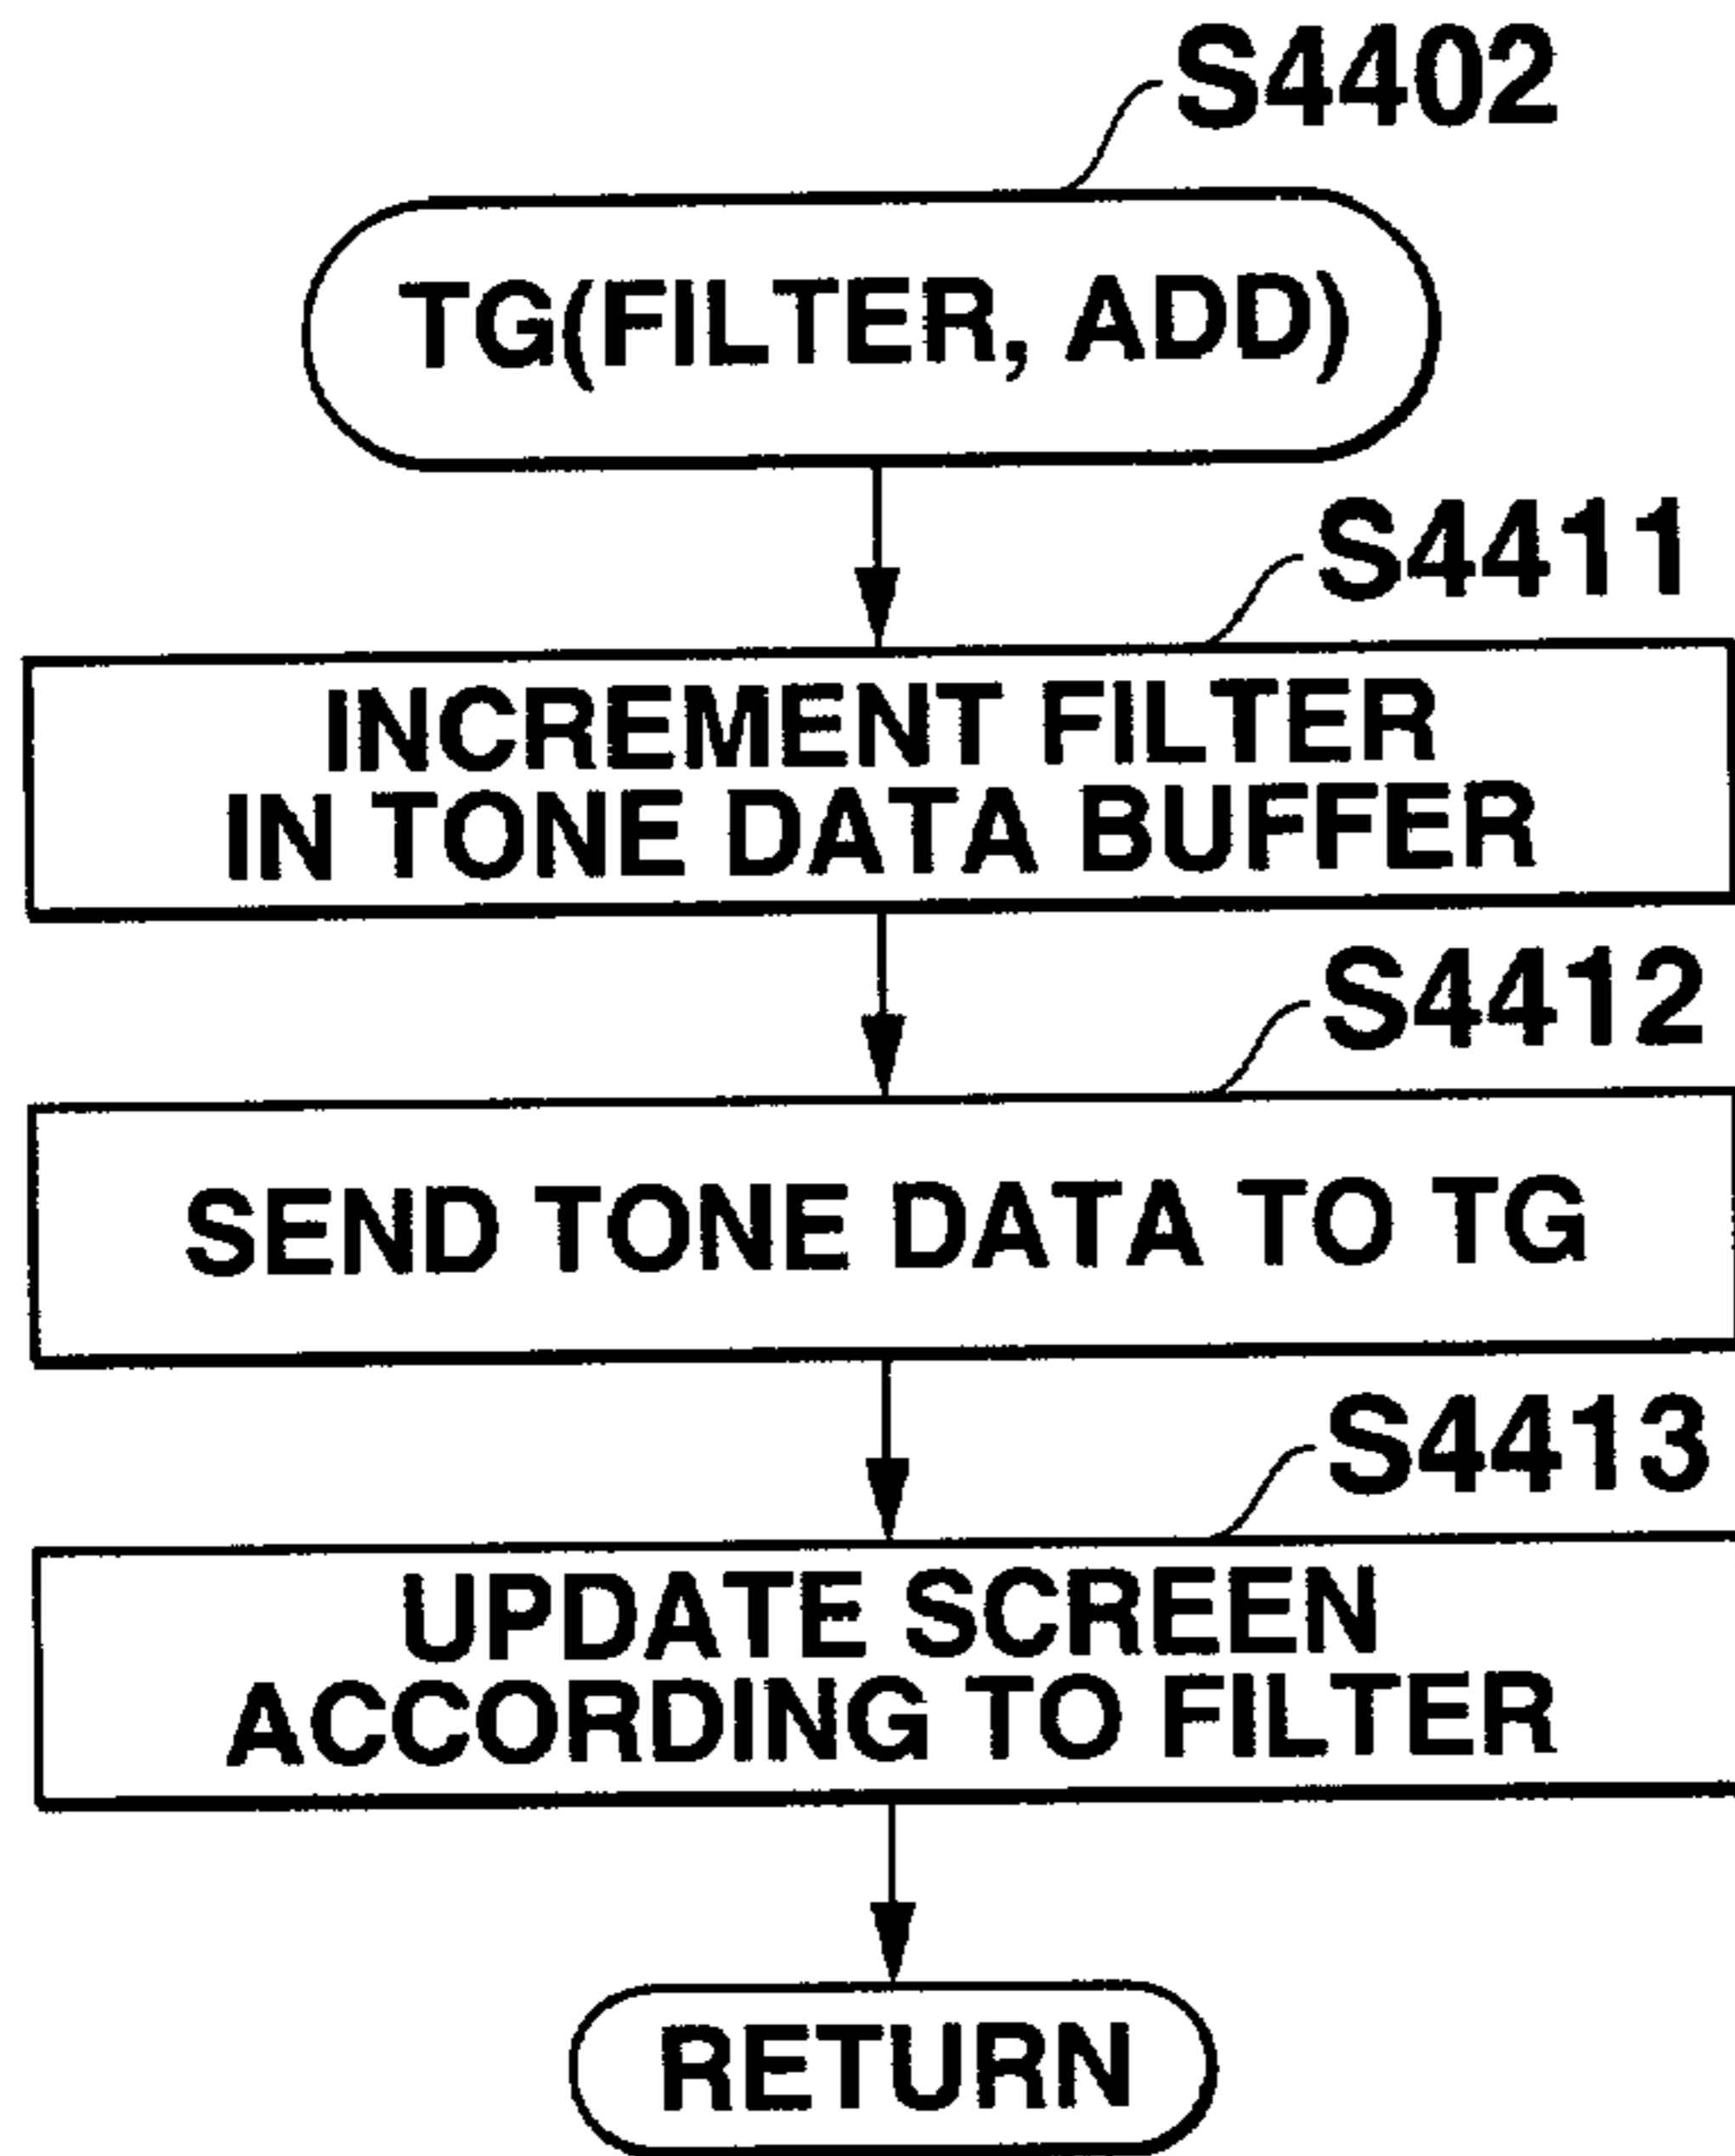 S4402
TG(FILTER, ADD)
S4411
INCREMENT FILTER
IN TONE DATA BUFFER
S4412
SEND TONE DATA TO TG
S4413
UPDATE SCREEN
ACCORDING TO FILTER
RETURN